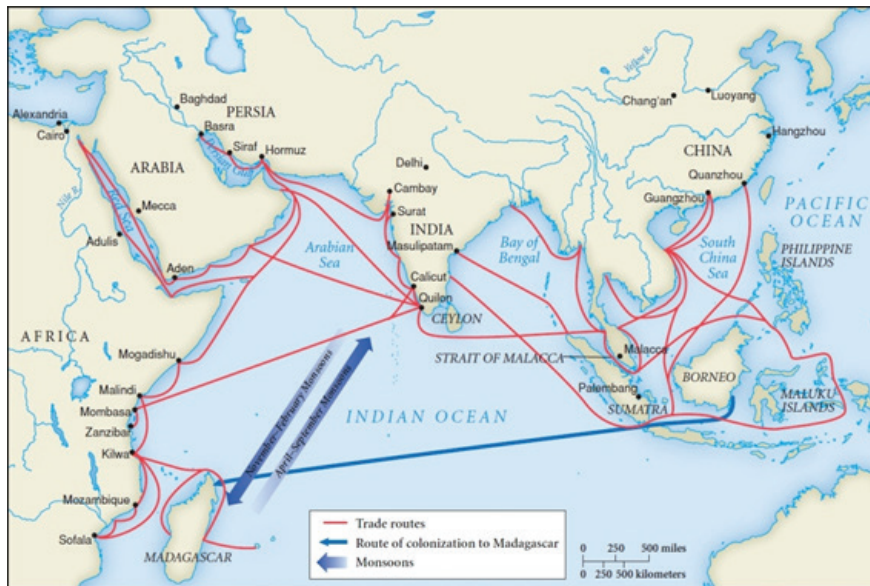 Alexandria
Cairo
Nile R.
Baghdad
PERSIA
Basra
Siraf
Hormuz
Persian Gulf
ARABIA
Red Sea
Mecca
Adulis
Aden
AFRICA
Mogadishu
Malindi
Mombasa
Zanzibar
Kilwa
Mozambique
Sofala
MADAGASCAR
Arabian
Sea
Delhi
Cambay
Surat
INDIA
Masulipatam
Calicut
Quilon
CEYLON
Bay of
Bengal
Yellow R.
Chang'an
Luoyang
Hangzhou
CHINA
Quanzhou
Guangzhou
PACIFIC
OCEAN
South
China
Sea
PHILIPPINE
ISLANDS
STRAIT OF MALACCA
Malacca
Palembang
SUMATRA
BORNEO
MALUKU
ISLANDS
INDIAN OCEAN
November–February Monsoons
April–September Monsoons
Trade routes
Route of colonization to Madagascar
Monsoons
0 250 500 miles
0 250 500 kilometers